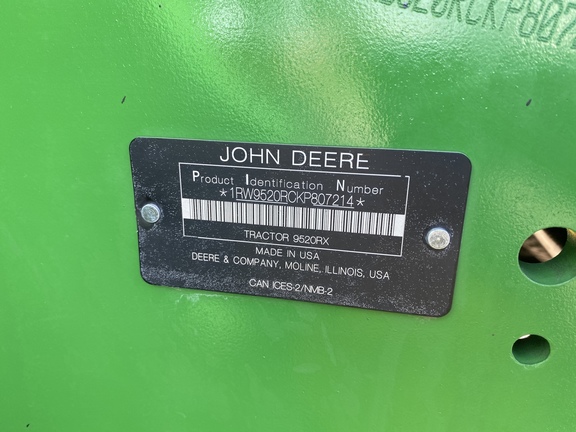 9520RCKP8072
JOHN DEERE
Product Identification Number
*1RW9520RCKP807214*
TRACTOR 9520RX
MADE IN USA
DEERE & COMPANY, MOLINE, ILLINOIS, USA
CAN ICES-2/NMB-2